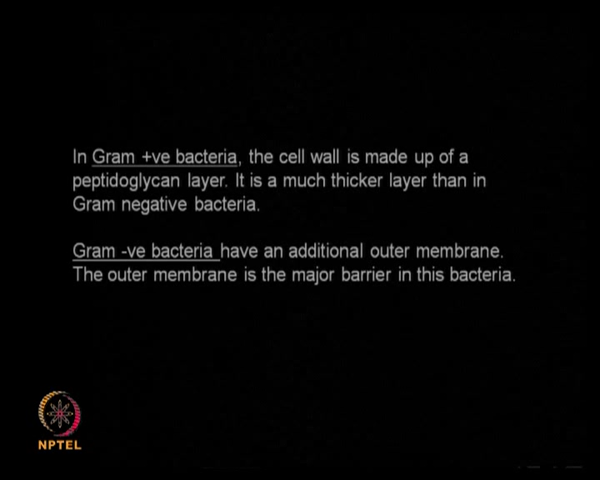 In Gram +ve bacteria, the cell wall is made up of a
peptidoglycan layer. It is a much thicker layer than in
Gram negative bacteria.
Gram -ve bacteria have an additional outer membrane.
The outer membrane is the major barrier in this bacteria.
NPTEL